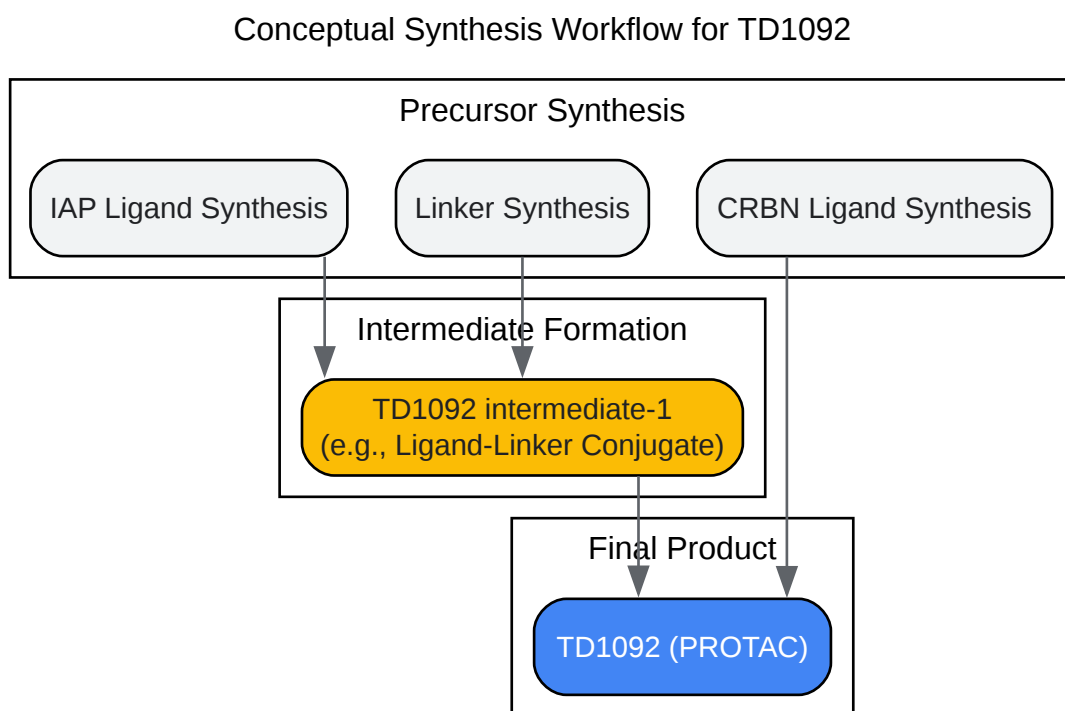 Conceptual Synthesis Workflow for TD1092
Precursor Synthesis
IAP Ligand Synthesis
Linker Synthesis
CRBN Ligand Synthesis
Intermediate Formation
TD1092 intermediate-1
(e.g., Ligand-Linker Conjugate)
Final Product
TD1092 (PROTAC)